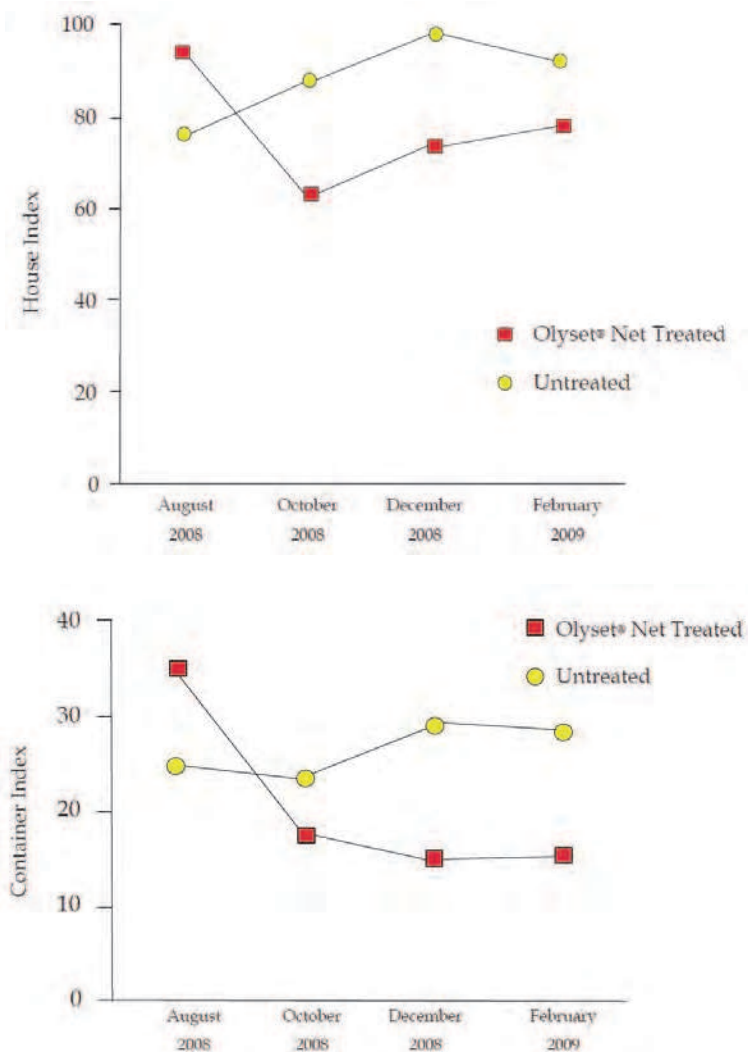 100
80
60
40
20
0
House Index
Olyset® Net Treated
Untreated
August October December February
2008 2008 2008 2009
40
30
20
10
0
Container Index
Olyset® Net Treated
Untreated
August October December February
2008 2008 2008 2009